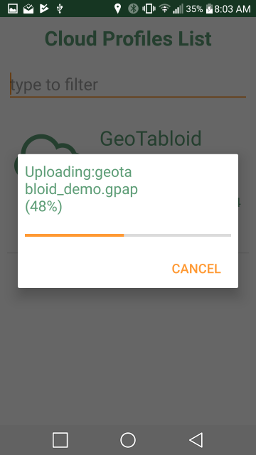 35% 8:03 AM
Cloud Profiles List
type to filter
GeoTabloid
Uploading:geota
bloid_demo.gpap
(48%)
CANCEL